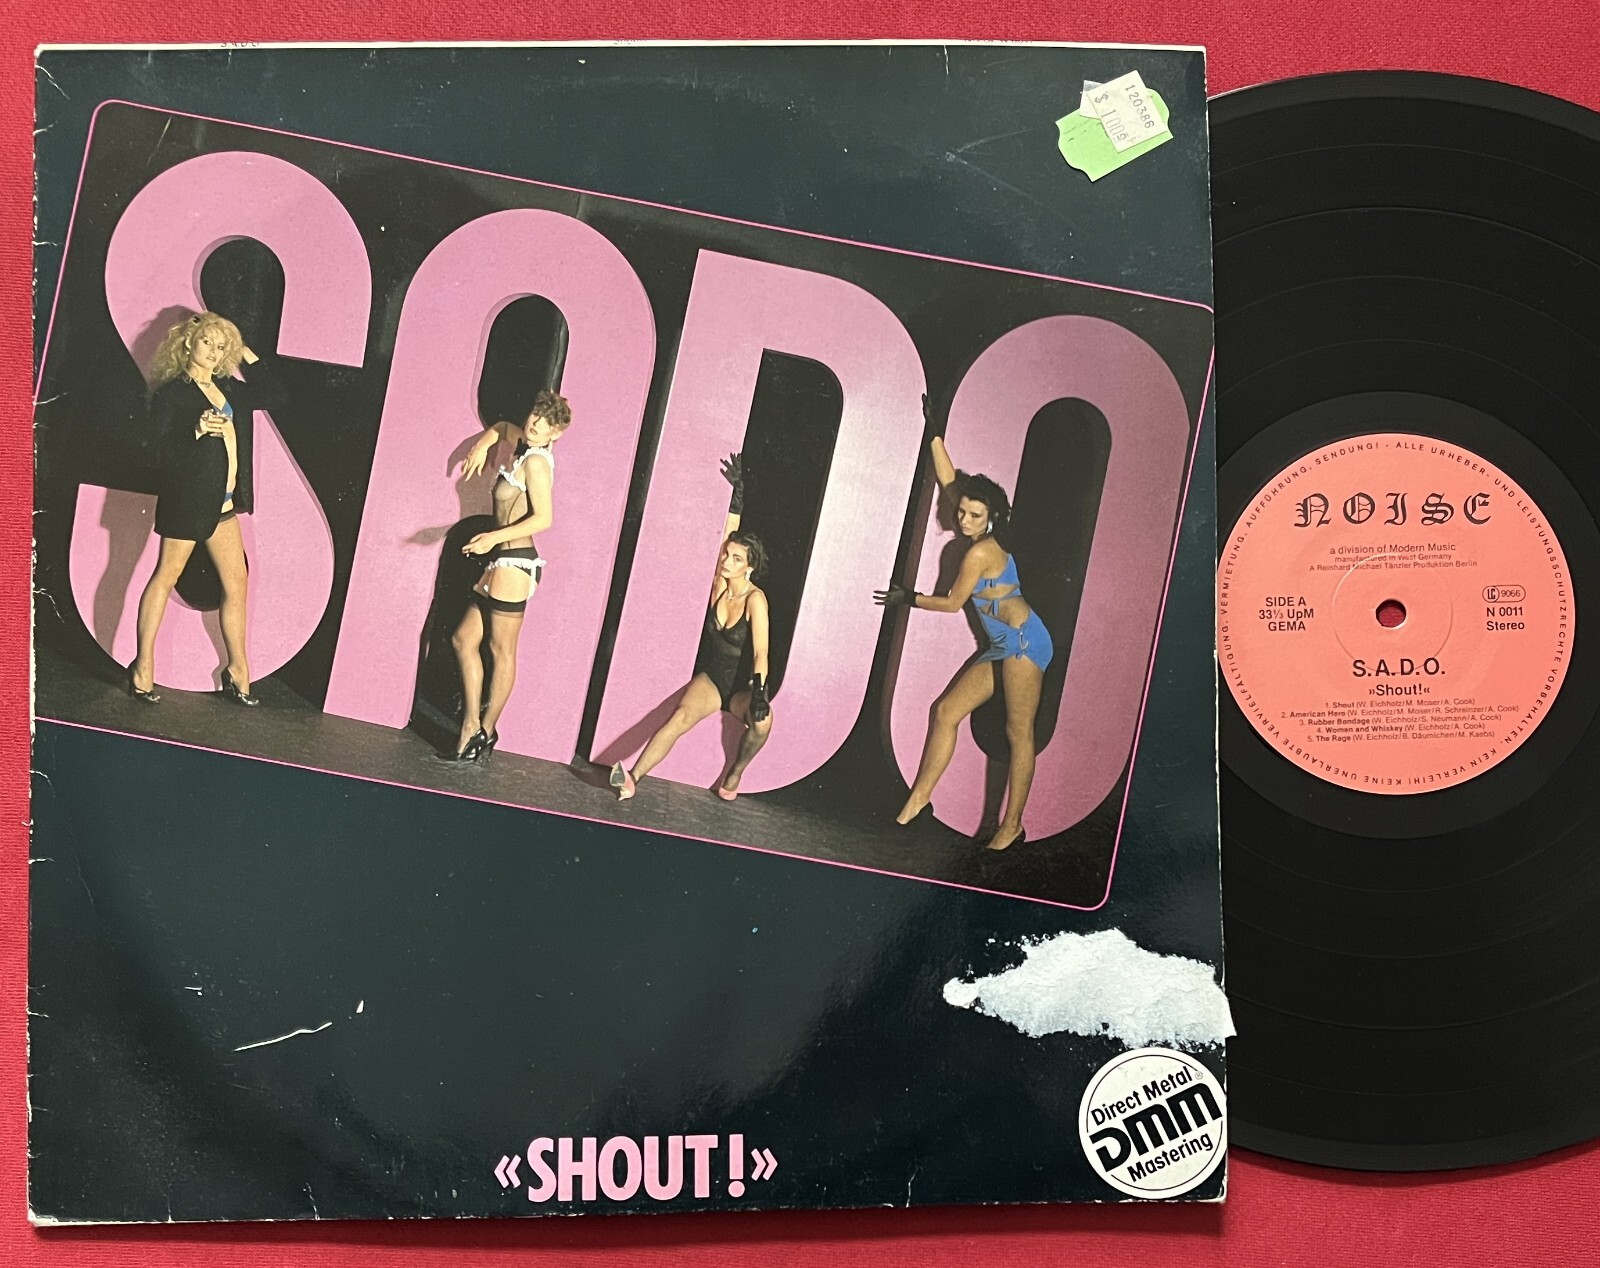 SADO
120386
«SHOUT!»
Direct Metal
DMM
Mastering
NOISE
a division of Modern Music
manufactured in West Germany
A Reinhard Michael Tänzler Produktion Berlin
SIDE A
33⅓ UpM
GEMA
LC 9066
N 0011
Stereo
S.A.D.O.
»Shout!«
1. Shout (W. Eichholz/M. Moser/A. Cook)
2. American Hero (W. Eichholz/M. Moser/R. Schreinzer/A. Cook)
3. Rubber Bondage (W. Eichholz/S. Neumann/A. Cook)
4. Women and Whiskey (W. Eichholz/A. Cook)
5. The Rage (W. Eichholz/B. Däumichen/M. Kaebs)
ALLE URHEBER- UND LEISTUNGSSCHUTZRECHTE VORBEHALTEN. KEIN VERLEIH! KEINE UNERLAUBTE VERVIELFÄLTIGUNG, VERMIETUNG, AUFFÜHRUNG, SENDUNG! -